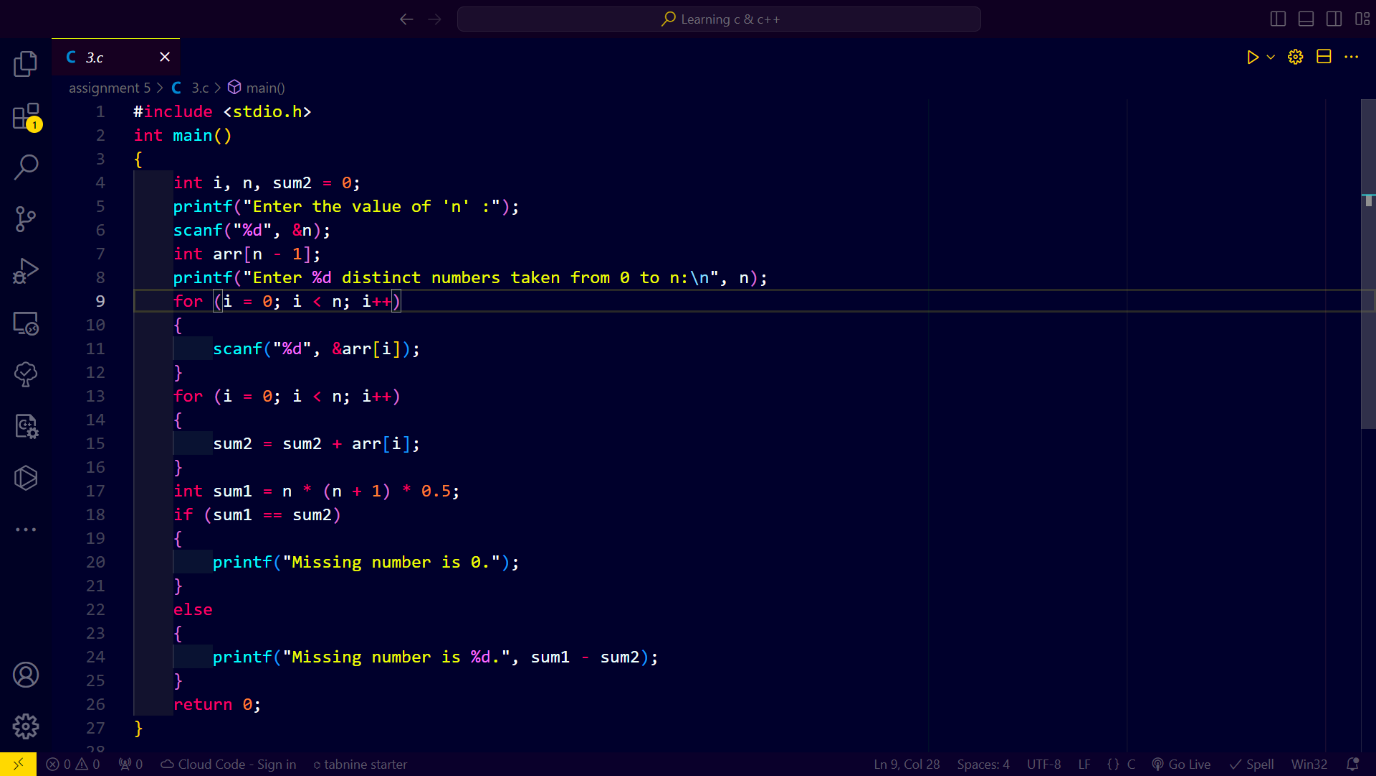 Learning c & c++
C 3.c
assignment 5 > C 3.c > main()
1
1 #include <stdio.h>
2 int main()
3 {
4     int i, n, sum2 = 0;
5     printf("Enter the value of 'n' :");
6     scanf("%d", &n);
7     int arr[n - 1];
8     printf("Enter %d distinct numbers taken from 0 to n:\n", n);
9     for (i = 0; i < n; i++)
10     {
11         scanf("%d", &arr[i]);
12     }
13     for (i = 0; i < n; i++)
14     {
15         sum2 = sum2 + arr[i];
16     }
17     int sum1 = n * (n + 1) * 0.5;
18     if (sum1 == sum2)
19     {
20         printf("Missing number is 0.");
21     }
22     else
23     {
24         printf("Missing number is %d.", sum1 - sum2);
25     }
26     return 0;
27 }
28
0 0 0 Cloud Code - Sign in tabnine starter Ln 9, Col 28 Spaces: 4 UTF-8 LF {} C Go Live Spell Win32